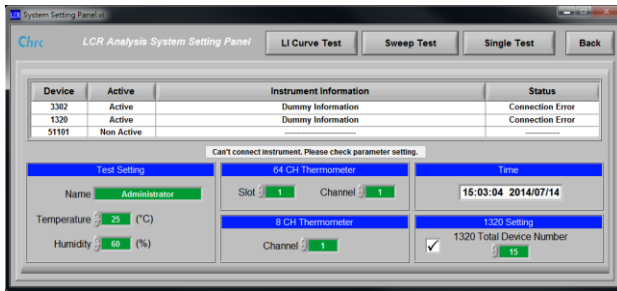 System Setting Panel.vi
Chrc LCR Analysis System Setting Panel LI Curve Test Sweep Test Single Test Back
Device Active Instrument Information Status
3302 Active Dummy Information Connection Error
1320 Active Dummy Information Connection Error
51101 Non Active -------------------------- -------------
Can't connect instrument. Please check parameter setting.
Test Setting 64 CH Thermometer Time
Name Administrator Slot 1 Channel 1 15:03:04 2014/07/14
Temperature 25 (°C) 8 CH Thermometer 1320 Setting
Humidity 60 (%) Channel 1 1320 Total Device Number
15